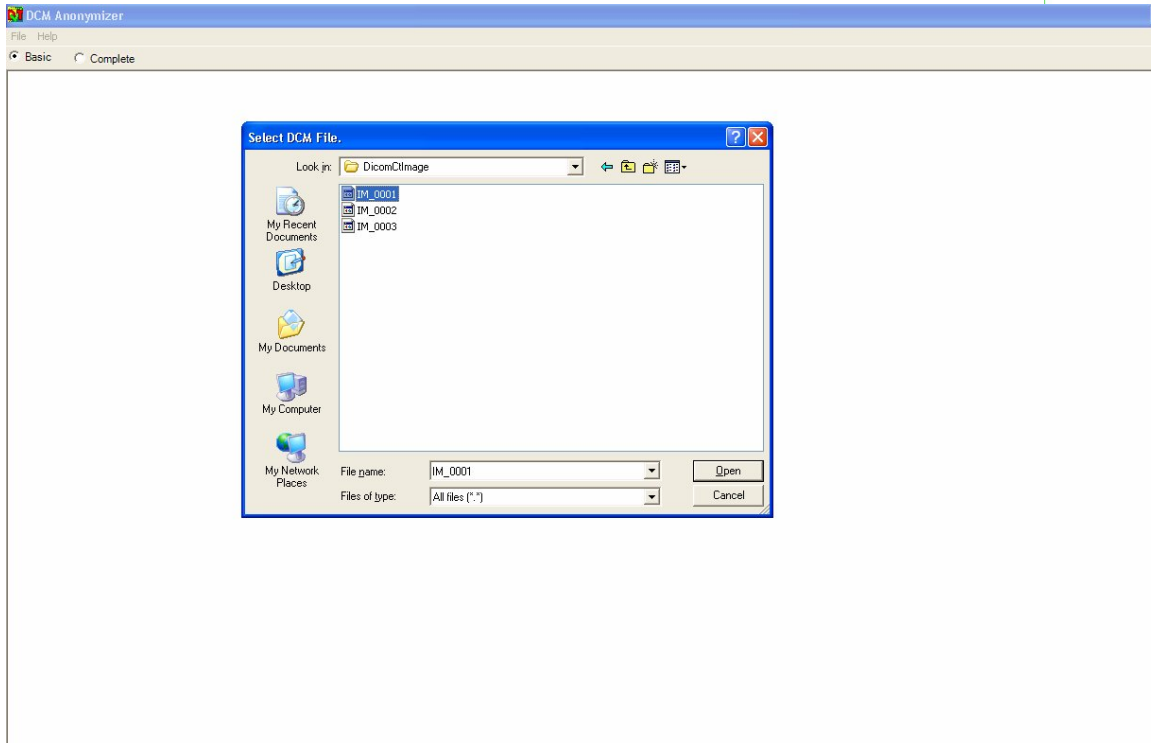 DCM Anonymizer
File Help
Basic Complete
Select DCM File.
Look in: DicomCtImage
IM_0001
IM_0002
IM_0003
My Recent
Documents
Desktop
My Documents
My Computer
My Network
Places
File name: IM_0001 Open
Files of type: All files (*.*) Cancel